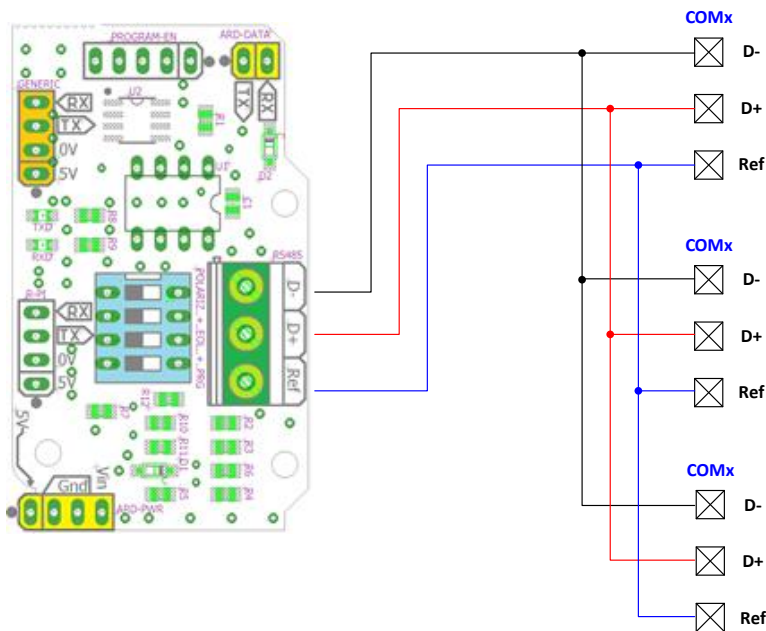 PROGRAM-EN
ARD-DATA
GENERIC
RX
TX
0V
5V
U2
TX
RX
R1
D2
U1
C1
TXD
RXD
R8
R9
RS485
R-PI
RX
TX
0V
5V
POLARIZ. + EOL. + PRG
D-
D+
Ref
R12
R7
R10
R11
LD1
R5
R2
R3
R6
R4
5V
Gnd
Vin
ARD-PWR
COMx
D-
D+
Ref
COMx
D-
D+
Ref
COMx
D-
D+
Ref